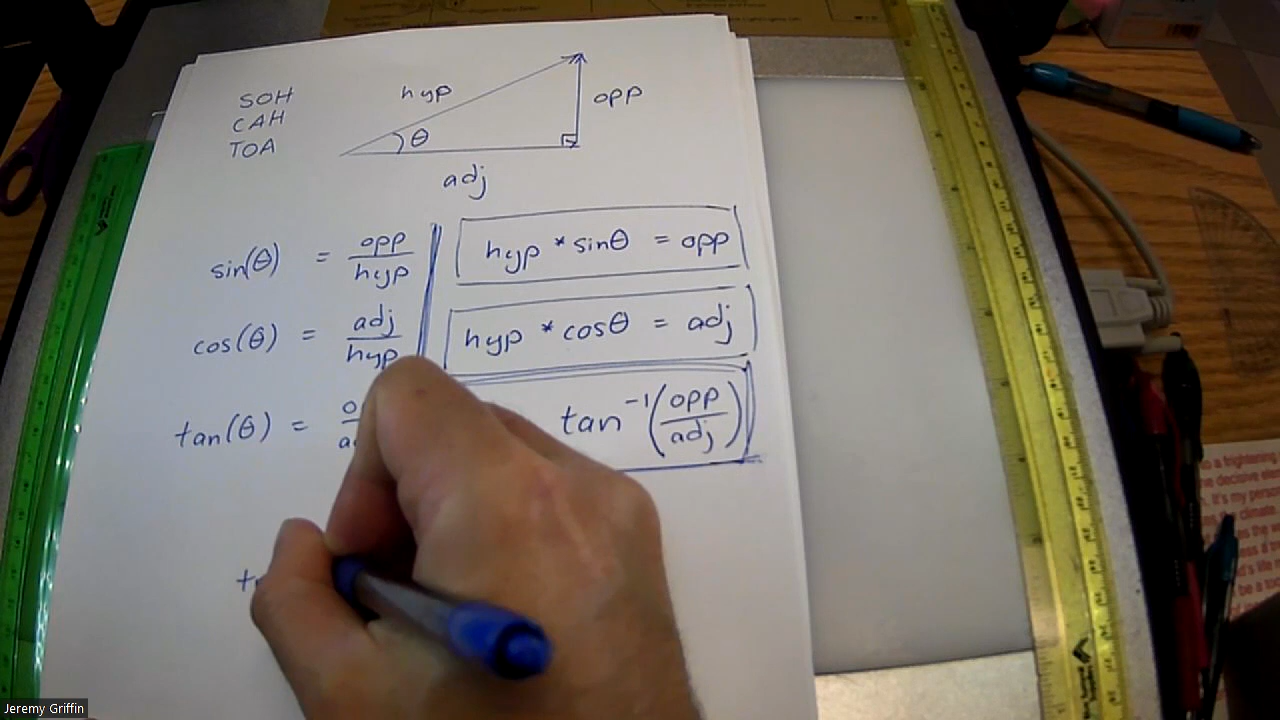 SOH
CAH
TOA
hyp
θ
opp
adj
sin(θ) = opp/hyp
hyp * sinθ = opp
cos(θ) = adj/hyp
hyp * cosθ = adj
tan(θ) =
tan⁻¹(opp/adj)
Jeremy Griffin